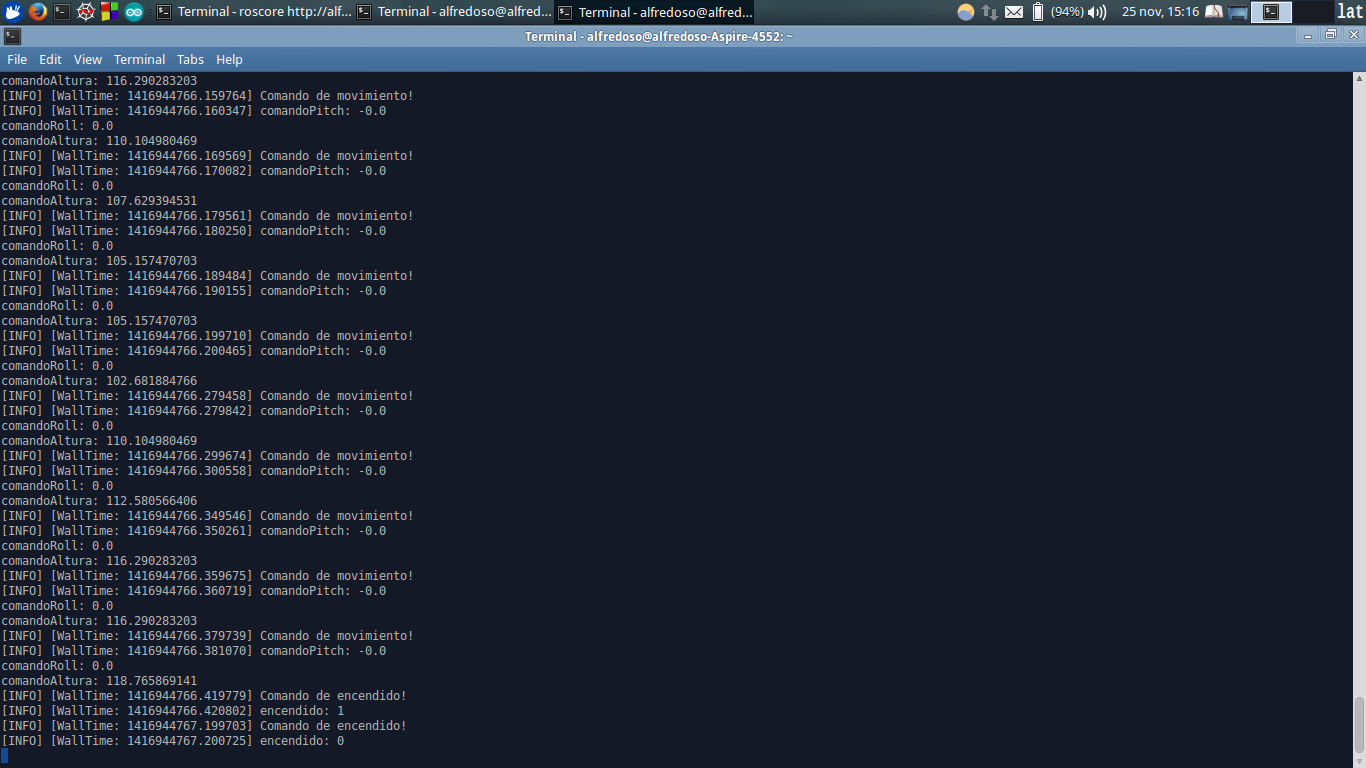 Terminal - roscore http://alf...
Terminal - alfredoso@alfred...
Terminal - alfredoso@alfred...
(94%)
25 nov, 15:16
lat
Terminal - alfredoso@alfredoso-Aspire-4552: ~
File Edit View Terminal Tabs Help
comandoAltura: 116.290283203
[INFO] [WallTime: 1416944766.159764] Comando de movimiento!
[INFO] [WallTime: 1416944766.160347] comandoPitch: -0.0
comandoRoll: 0.0
comandoAltura: 110.104980469
[INFO] [WallTime: 1416944766.169569] Comando de movimiento!
[INFO] [WallTime: 1416944766.170082] comandoPitch: -0.0
comandoRoll: 0.0
comandoAltura: 107.629394531
[INFO] [WallTime: 1416944766.179561] Comando de movimiento!
[INFO] [WallTime: 1416944766.180250] comandoPitch: -0.0
comandoRoll: 0.0
comandoAltura: 105.157470703
[INFO] [WallTime: 1416944766.189484] Comando de movimiento!
[INFO] [WallTime: 1416944766.190155] comandoPitch: -0.0
comandoRoll: 0.0
comandoAltura: 105.157470703
[INFO] [WallTime: 1416944766.199710] Comando de movimiento!
[INFO] [WallTime: 1416944766.200465] comandoPitch: -0.0
comandoRoll: 0.0
comandoAltura: 102.681884766
[INFO] [WallTime: 1416944766.279458] Comando de movimiento!
[INFO] [WallTime: 1416944766.279842] comandoPitch: -0.0
comandoRoll: 0.0
comandoAltura: 110.104980469
[INFO] [WallTime: 1416944766.299674] Comando de movimiento!
[INFO] [WallTime: 1416944766.300558] comandoPitch: -0.0
comandoRoll: 0.0
comandoAltura: 112.580566406
[INFO] [WallTime: 1416944766.349546] Comando de movimiento!
[INFO] [WallTime: 1416944766.350261] comandoPitch: -0.0
comandoRoll: 0.0
comandoAltura: 116.290283203
[INFO] [WallTime: 1416944766.359675] Comando de movimiento!
[INFO] [WallTime: 1416944766.360719] comandoPitch: -0.0
comandoRoll: 0.0
comandoAltura: 116.290283203
[INFO] [WallTime: 1416944766.379739] Comando de movimiento!
[INFO] [WallTime: 1416944766.381070] comandoPitch: -0.0
comandoRoll: 0.0
comandoAltura: 118.765869141
[INFO] [WallTime: 1416944766.419779] Comando de encendido!
[INFO] [WallTime: 1416944766.420802] encendido: 1
[INFO] [WallTime: 1416944767.199703] Comando de encendido!
[INFO] [WallTime: 1416944767.200725] encendido: 0